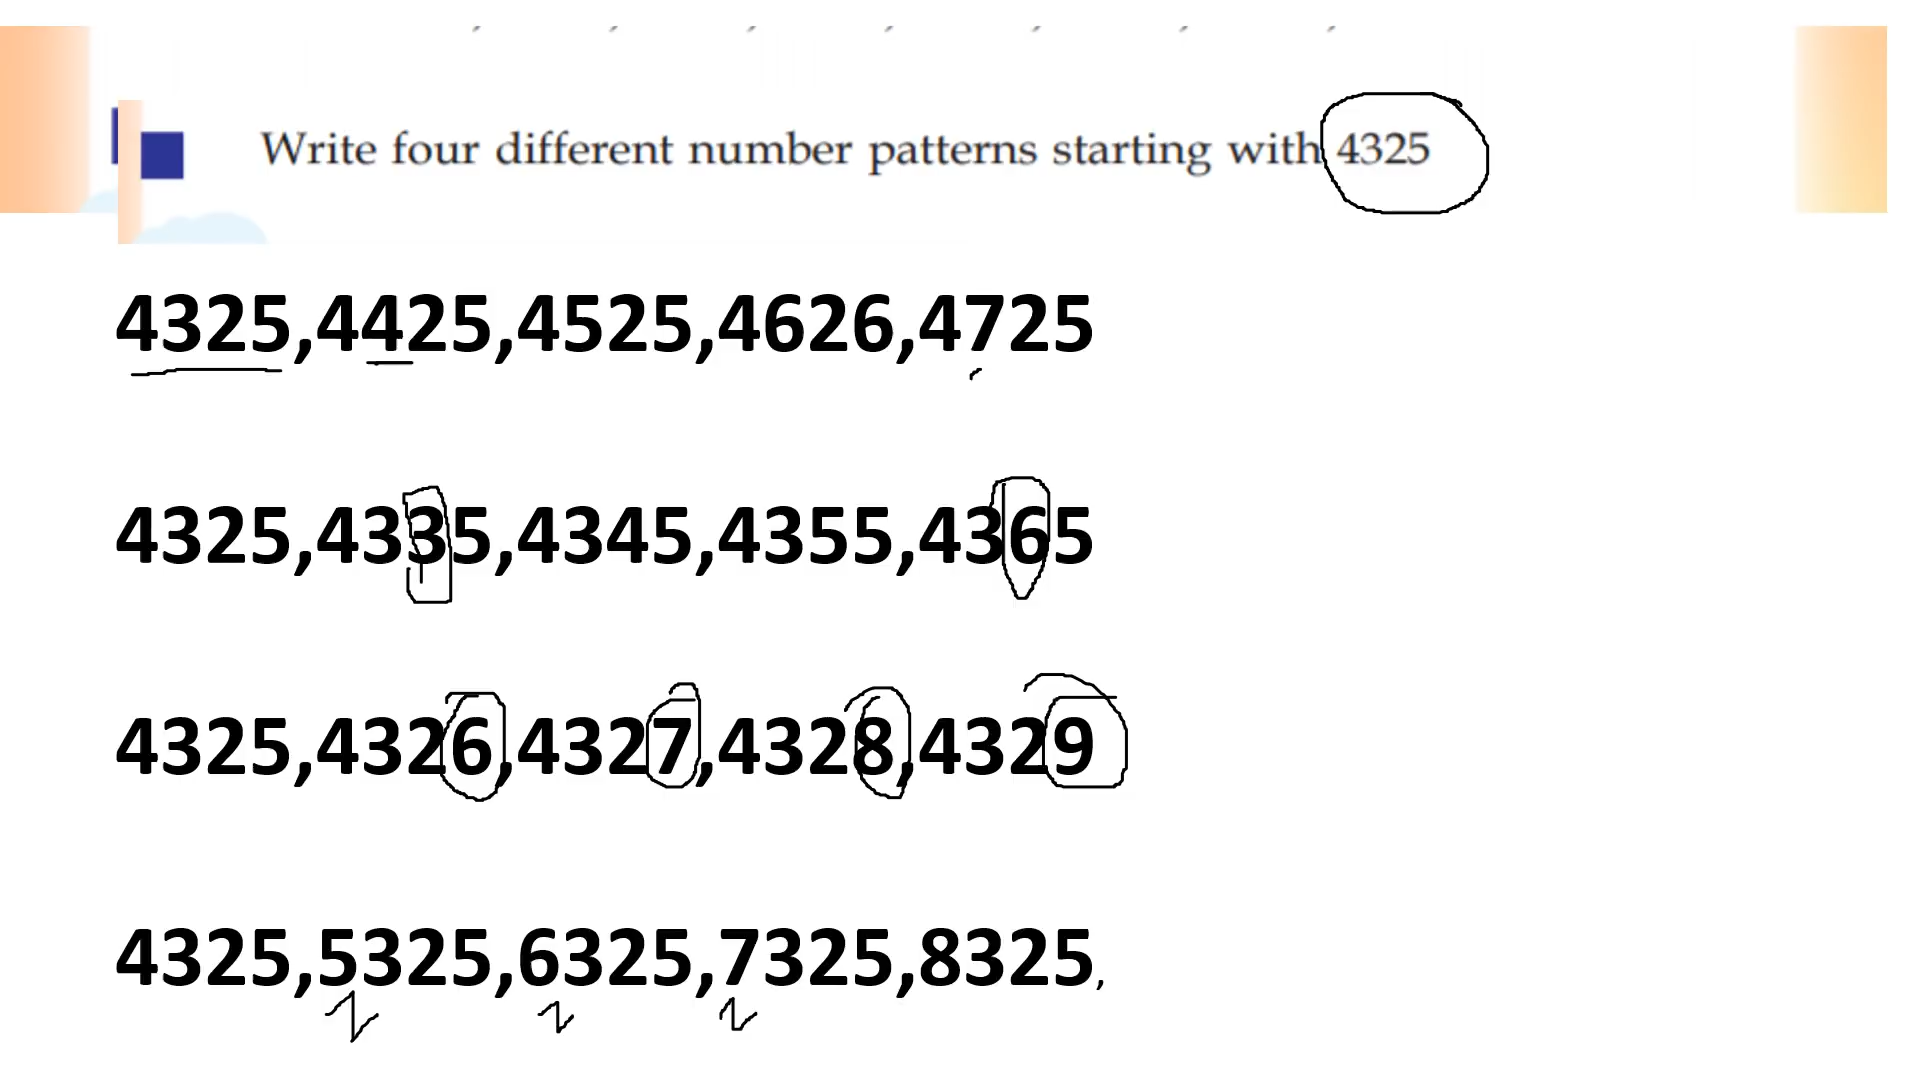 Write four different number patterns starting with 4325
4325,4425,4525,4626,4725
4325,4335,4345,4355,4365
4325,4326,4327,4328,4329
4325,5325,6325,7325,8325,